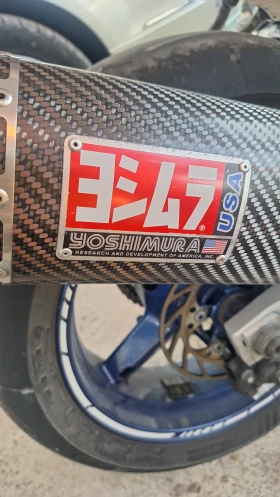 ヨシムラ®
USA
YOSHIMURA
RESEARCH AND DEVELOPMENT OF AMERICA, INC.